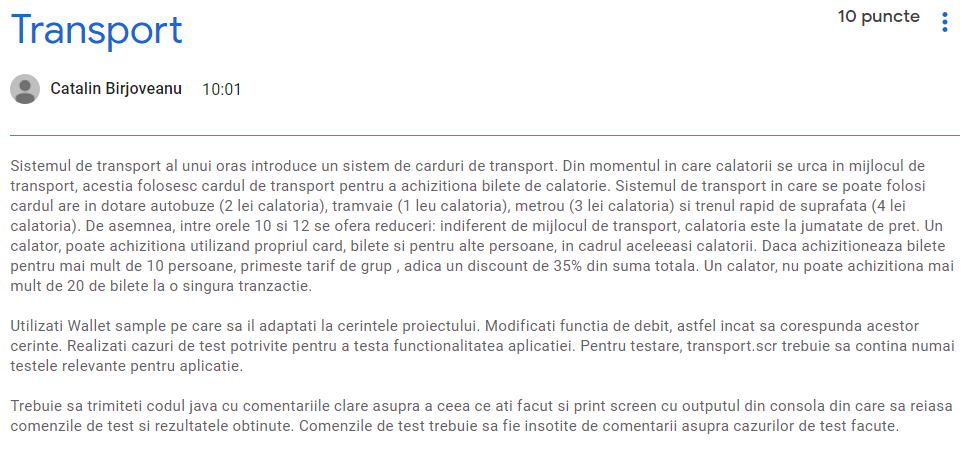 Transport
10 puncte
Catalin Birjoveanu 10:01
Sistemul de transport al unui oras introduce un sistem de carduri de transport. Din momentul in care calatorii se urca in mijlocul de
transport, acestia folosesc cardul de transport pentru a achizitiona bilete de calatorie. Sistemul de transport in care se poate folosi
cardul are in dotare autobuze (2 lei calatoria), tramvaie (1 leu calatoria), metrou (3 lei calatoria) si trenul rapid de suprafata (4 lei
calatoria). De asemnea, intre orele 10 si 12 se ofera reduceri: indiferent de mijlocul de transport, calatoria este la jumatate de pret. Un
calator, poate achizitiona utilizand propriul card, bilete si pentru alte persoane, in cadrul aceleeasi calatorii. Daca achizitioneaza bilete
pentru mai mult de 10 persoane, primeste tarif de grup , adica un discount de 35% din suma totala. Un calator, nu poate achizitiona mai
mult de 20 de bilete la o singura tranzactie.
Utilizati Wallet sample pe care sa il adaptati la cerintele proiectului. Modificati functia de debit, astfel incat sa corespunda acestor
cerinte. Realizati cazuri de test potrivite pentru a testa functionalitatea aplicatiei. Pentru testare, transport.scr trebuie sa contina numai
testele relevante pentru aplicatie.
Trebuie sa trimiteti codul java cu comentariile clare asupra a ceea ce ati facut si print screen cu outputul din consola din care sa reiasa
comenzile de test si rezultatele obtinute. Comenzile de test trebuie sa fie insotite de comentarii asupra cazurilor de test facute.